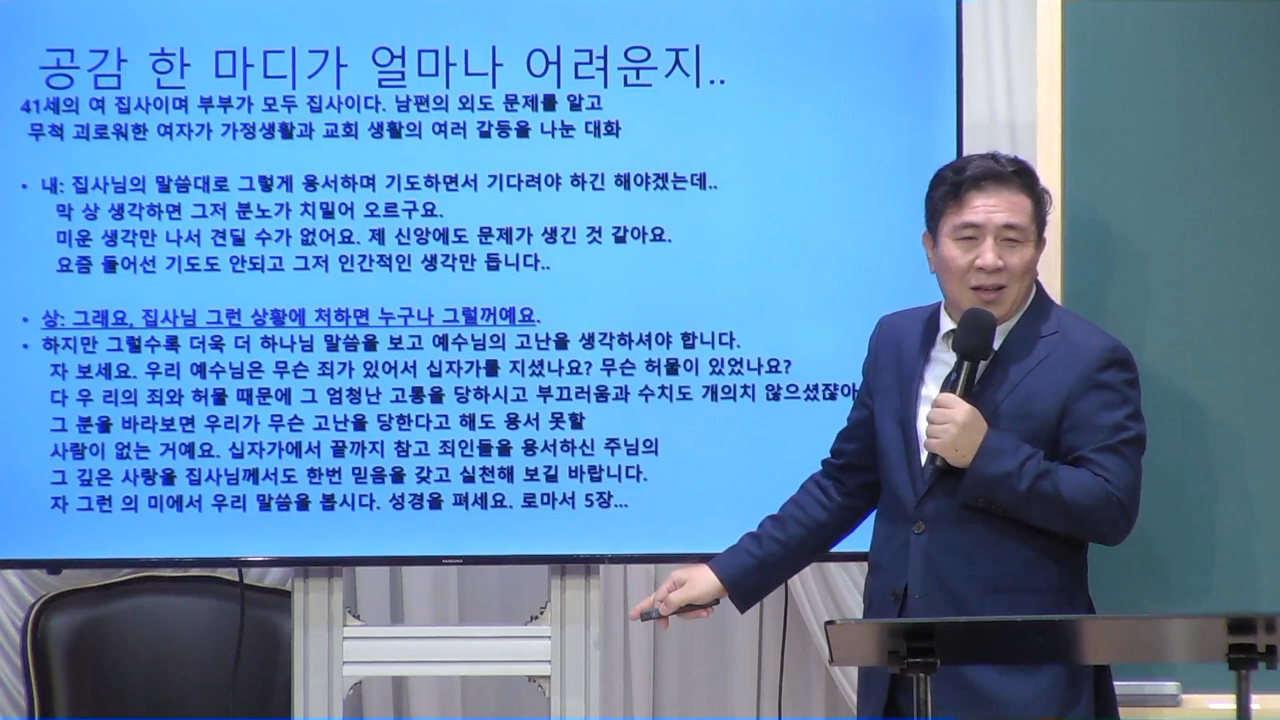 공감 한 마디가 얼마나 어려운지..
41세의 여 집사이며 부부가 모두 집사이다. 남편의 외도 문제를 알고
무척 괴로워한 여자가 가정생활과 교회 생활의 여러 갈등을 나눈 대화
• 내: 집사님의 말씀대로 그렇게 용서하며 기도하면서 기다려야 하긴 해야겠는데..
막 상 생각하면 그저 분노가 치밀어 오르구요.
미운 생각만 나서 견딜 수가 없어요. 제 신앙에도 문제가 생긴 것 같아요.
요즘 들어선 기도도 안되고 그저 인간적인 생각만 듭니다..
• 상: 그래요, 집사님 그런 상황에 처하면 누구나 그럴꺼예요.
• 하지만 그럴수록 더욱 더 하나님 말씀을 보고 예수님의 고난을 생각하셔야 합니다.
자 보세요. 우리 예수님은 무슨 죄가 있어서 십자가를 지셨나요? 무슨 허물이 있었나요?
다 우 리의 죄와 허물 때문에 그 엄청난 고통을 당하시고 부끄러움과 수치도 개의치 않으셨쟎아
그 분을 바라보면 우리가 무슨 고난을 당한다고 해도 용서 못할
사람이 없는 거예요. 십자가에서 끝까지 참고 죄인들을 용서하신 주님의
그 깊은 사랑을 집사님께서도 한번 믿음을 갖고 실천해 보길 바랍니다.
자 그런 의 미에서 우리 말씀을 봅시다. 성경을 펴세요. 로마서 5장...